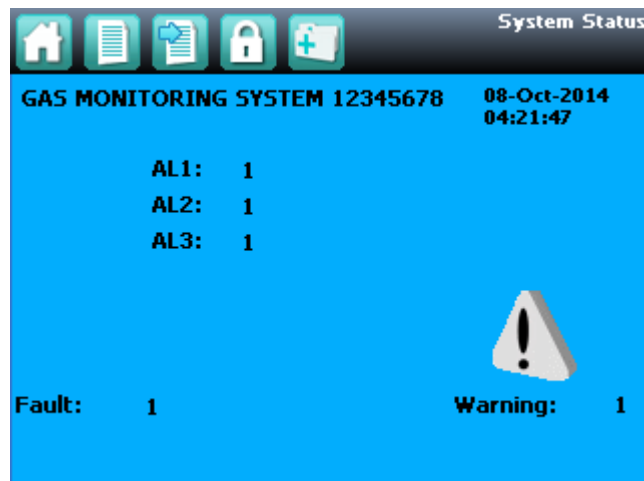 System Status
GAS MONITORING SYSTEM 12345678
08-Oct-2014
04:21:47
AL1: 1
AL2: 1
AL3: 1
Fault: 1
Warning: 1